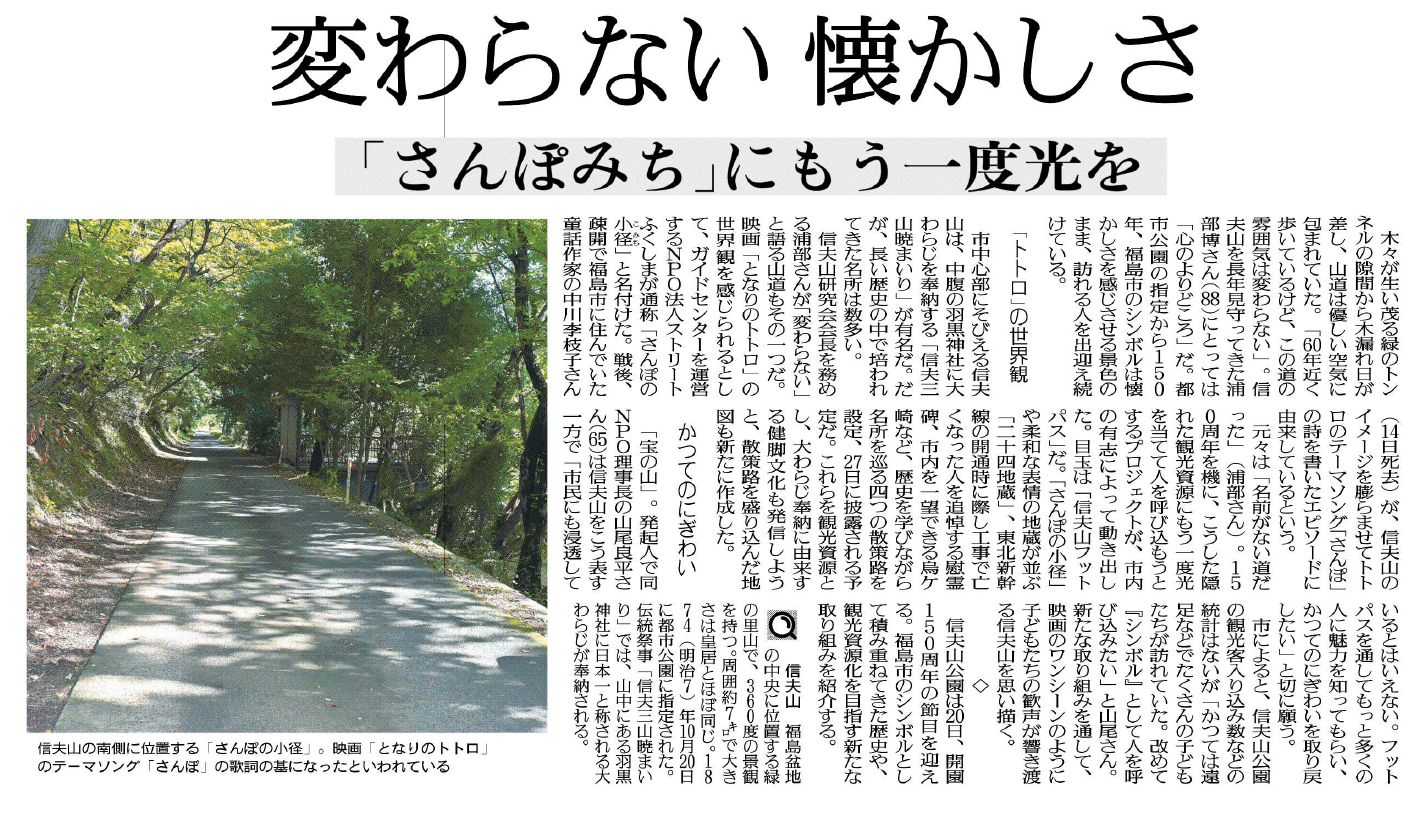 変わらない 懐かしさ
「さんぽみち」にもう一度光を
木々が生い茂る緑のトン
ネルの隙間から木漏れ日が
差し、山道は優しい空気に
包まれていた。「60年近く
歩いているけど、この道の
雰囲気は変わらない」。信
夫山を長年見守ってきた浦
部博さん(88)にとっては
「心のよりどころ」だ。都
市公園の指定から150
年、福島市のシンボルは懐
かしさを感じさせる景色の
まま、訪れる人を出迎え続
けている。
「トトロ」の世界観
市中心部にそびえる信夫
山は、中腹の羽黒神社に大
わらじを奉納する「信夫三
山暁まいり」が有名だ。だ
が、長い歴史の中で培われ
てきた名所は数多い。
信夫山研究会会長を務め
る浦部さんが「変わらない」
と語る山道もその一つだ。
映画「となりのトトロ」の
世界観を感じられるとし
て、ガイドセンターを運営
するNPO法人ストリート
ふくしまが通称「さんぽの
小径」と名付けた。戦後、
こみち
疎開で福島市に住んでいた
童話作家の中川李枝子さん
(14日死去)が、信夫山の
イメージを膨らませてトト
ロのテーマソング「さんぽ」
の詩を書いたエピソードに
由来しているという。
元々は「名前がない道だ
った」(浦部さん)。15
0周年を機に、こうした隠
れた観光資源にもう一度光
を当てて人を呼び込もうと
するプロジェクトが、市内
の有志によって動き出し
た。目玉は「信夫山フット
パス」だ。「さんぽの小径」
や柔和な表情の地蔵が並ぶ
「二十四地蔵」、東北新幹
線の開通時に際し工事で亡
くなった人を追悼する慰霊
碑、市内を一望できる烏ケ
崎など、歴史を学びながら
名所を巡る四つの散策路を
設定、27日に披露される予
定だ。これらを観光資源と
し、大わらじ奉納に由来す
る健脚文化も発信しよう
と、散策路を盛り込んだ地
図も新たに作成した。
かつてのにぎわい
「宝の山」。発起人で同
NPO理事長の山尾良平さ
ん(65)は信夫山をこう表す
一方で「市民にも浸透して
いるとはいえない。フット
パスを通してもっと多くの
人に魅力を知ってもらい、
かつてのにぎわいを取り戻
したい」と切に願う。
市によると、信夫山公園
の観光客入り込み数などの
統計はないが「かつては遠
足などでたくさんの子ども
たちが訪れていた。改めて
『シンボル』として人を呼
び込みたい」と山尾さん。
新たな取り組みを通して、
映画のワンシーンのように
子どもたちの歓声が響き渡
る信夫山を思い描く。
◇
信夫山公園は20日、開園
150周年の節目を迎え
る。福島市のシンボルとし
て積み重ねてきた歴史や、
観光資源化を目指す新たな
取り組みを紹介する。
信夫山 福島盆地
の中央に位置する緑
の里山で、360度の景観
を持つ。周囲約7㌔で大き
さは皇居とほぼ同じ。18
74(明治7)年10月20日
に都市公園に指定された。
伝統祭事「信夫三山暁まい
り」では、山中にある羽黒
神社に日本一と称される大
わらじが奉納される。
信夫山の南側に位置する「さんぽの小径」。映画「となりのトトロ」
のテーマソング「さんぽ」の歌詞の基になったといわれている